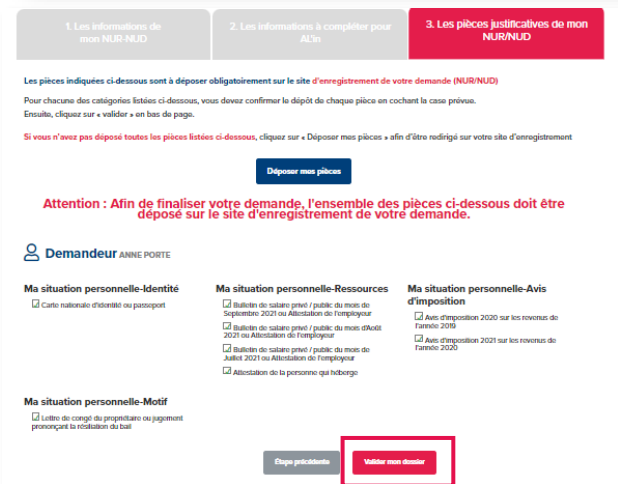 1. Les informations de
mon NUR-NUD
2. Les informations à compléter pour
AL'in
3. Les pièces justificatives de mon
NUR/NUD
Les pièces indiquées ci-dessous sont à déposer obligatoirement sur le site d'enregistrement de votre demande (NUR/NUD)
Pour chacune des catégories listées ci-dessous, vous devez confirmer le dépôt de chaque pièce en cochant la case prévue.
Ensuite, cliquez sur « valider » en bas de page.
Si vous n'avez pas déposé toutes les pièces listées ci-dessous, cliquez sur « Déposer mes pièces » afin d'être redirigé sur votre site d'enregistrement
Déposer mes pièces
Attention : Afin de finaliser votre demande, l'ensemble des pièces ci-dessous doit être
déposé sur le site d'enregistrement de votre demande.
Demandeur ANNE PORTE
Ma situation personnelle-Identité
Carte nationale d'identité ou passeport
Ma situation personnelle-Ressources
Bulletin de salaire privé / public du mois de
Septembre 2021 ou Attestation de l'employeur
Bulletin de salaire privé / public du mois d'Août
2021 ou Attestation de l'employeur
Bulletin de salaire privé / public du mois de
Juillet 2021 ou Attestation de l'employeur
Attestation de la personne qui héberge
Ma situation personnelle-Avis
d'imposition
Avis d'imposition 2020 sur les revenus de
l'année 2019
Avis d'imposition 2021 sur les revenus de
l'année 2020
Ma situation personnelle-Motif
Lettre de congé du propriétaire ou jugement
prononçant la résiliation du bail
Étape précédente
Valider mon dossier